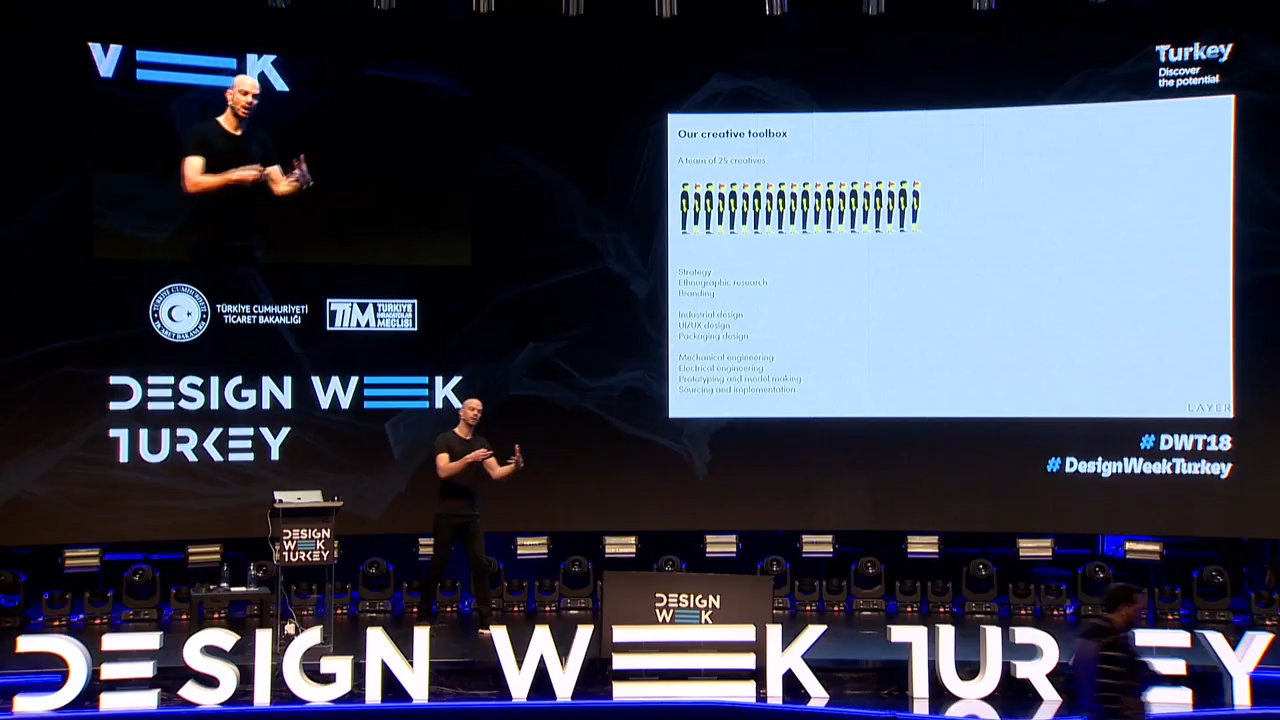 W☰K
TÜRKİYE CUMHURİYETİ
TİCARET BAKANLIĞI
TİM TÜRKİYE
İHRACATÇILAR
MECLİSİ
DESIGN WEEK
TURKEY
Turkey
Discover
the potential
Our creative toolbox
A team of 25 creatives
Strategy
Ethnographic research
Branding
Industrial design
UI/UX design
Packaging design
Mechanical engineering
Electrical engineering
Prototyping and model making
Sourcing and implementation
LAYER
# DWT18
# DesignWeekTurkey
DESIGN
WEEK
TURKEY
DESIGN
WEEK
DESIGN WEEK TURKEY